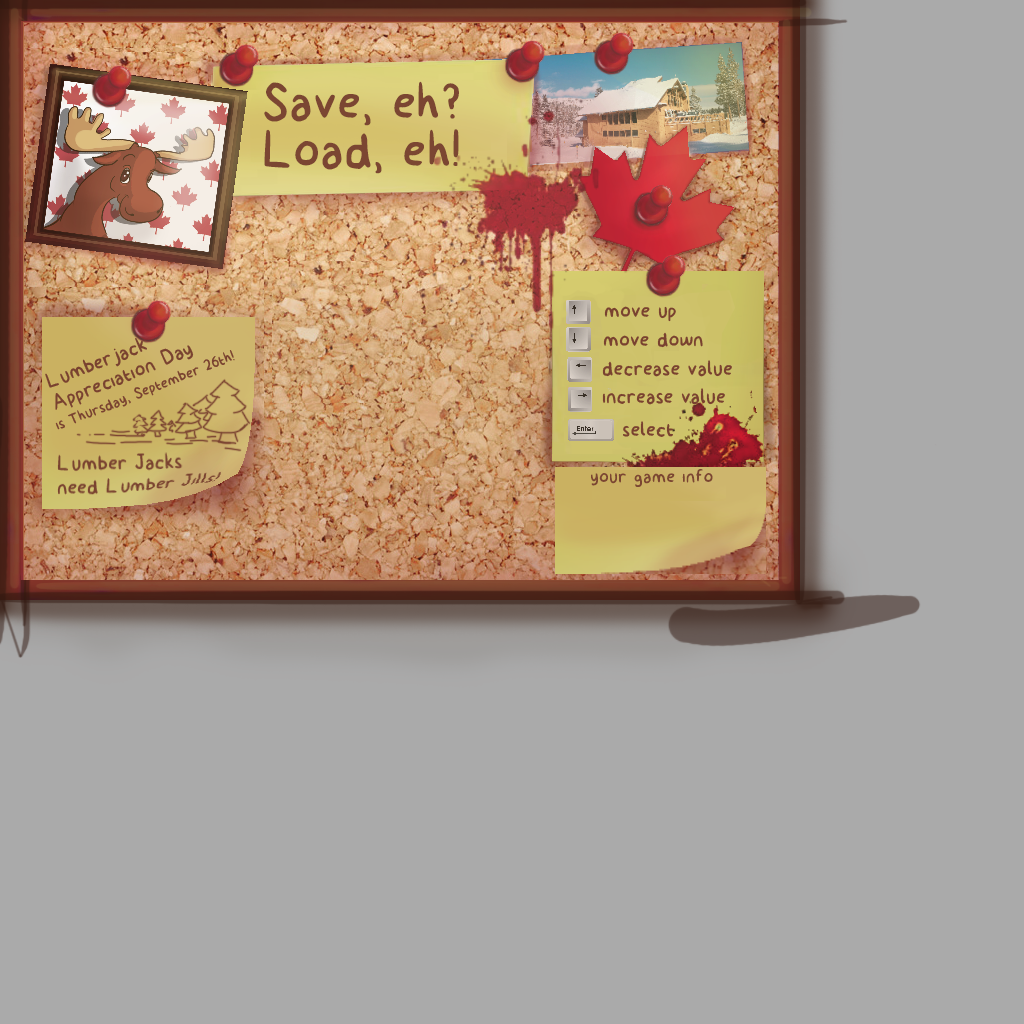 Save, eh?
Load, eh!
Lumberjack
Appreciation Day
is Thursday, September 26th!
Lumber Jacks
need Lumber Jills!
↑ move up
↓ move down
← decrease value
→ increase value
Enter select
your game info